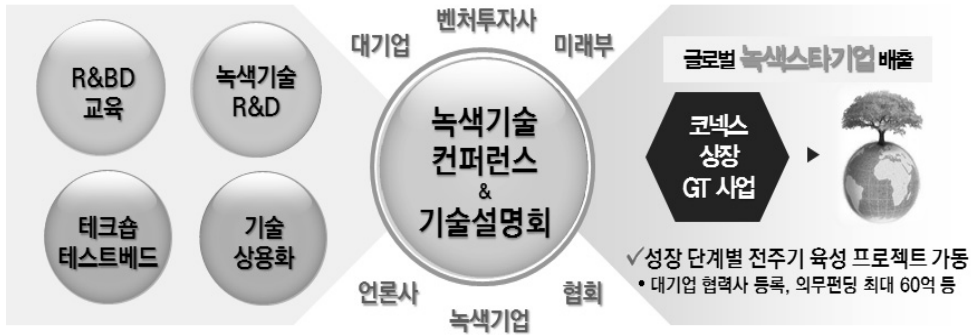 R&BD
교육
녹색기술
R&D
테크숍
테스트베드
기술
상용화
대기업
벤처투자사
미래부
녹색기술
컨퍼런스
&
기술설명회
언론사
녹색기업
협회
글로벌 녹색스타기업 배출
코넥스
상장
GT 사업
✓성장 단계별 전주기 육성 프로젝트 가동
• 대기업 협력사 등록, 의무펀딩 최대 60억 등